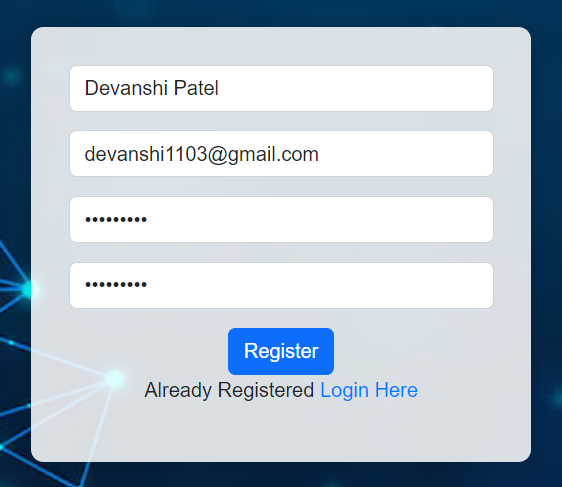 Devanshi Patel
devanshi1103@gmail.com
•••••••••
•••••••••
Register
Already Registered Login Here